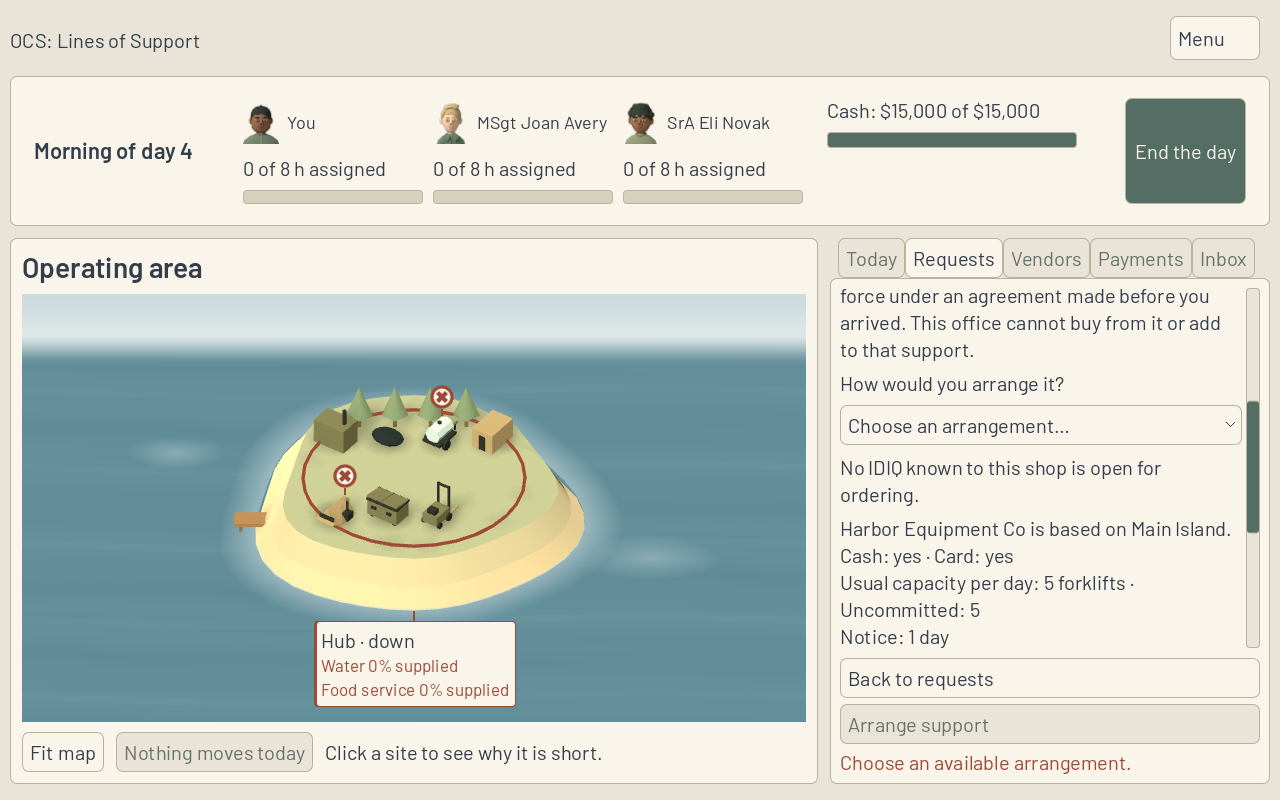 OCS: Lines of Support
Menu
Morning of day 4
You
0 of 8 h assigned
MSgt Joan Avery
0 of 8 h assigned
SrA Eli Novak
0 of 8 h assigned
Cash: $15,000 of $15,000
End the day
Operating area
Hub · down
Water 0% supplied
Food service 0% supplied
Fit map
Nothing moves today
Click a site to see why it is short.
Today
Requests
Vendors
Payments
Inbox
force under an agreement made before you
arrived. This office cannot buy from it or add
to that support.
How would you arrange it?
Choose an arrangement...
No IDIQ known to this shop is open for
ordering.
Harbor Equipment Co is based on Main Island.
Cash: yes · Card: yes
Usual capacity per day: 5 forklifts ·
Uncommitted: 5
Notice: 1 day
Back to requests
Arrange support
Choose an available arrangement.